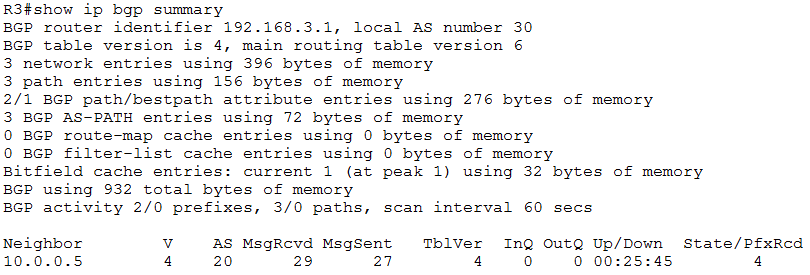 R3#show ip bgp summary
BGP router identifier 192.168.3.1, local AS number 30
BGP table version is 4, main routing table version 6
3 network entries using 396 bytes of memory
3 path entries using 156 bytes of memory
2/1 BGP path/bestpath attribute entries using 276 bytes of memory
3 BGP AS-PATH entries using 72 bytes of memory
0 BGP route-map cache entries using 0 bytes of memory
0 BGP filter-list cache entries using 0 bytes of memory
Bitfield cache entries: current 1 (at peak 1) using 32 bytes of memory
BGP using 932 total bytes of memory
BGP activity 2/0 prefixes, 3/0 paths, scan interval 60 secs
Neighbor V AS MsgRcvd MsgSent TblVer InQ OutQ Up/Down State/PfxRcd
10.0.0.5 4 20 29 27 4 0 0 00:25:45 4